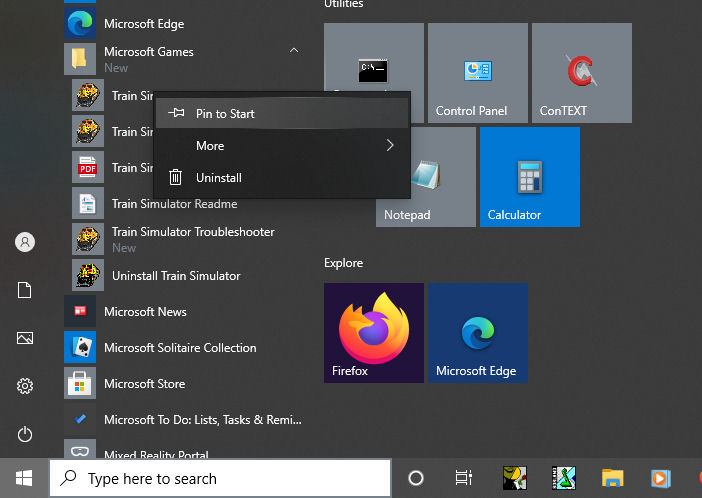 Microsoft Edge
Microsoft Games
New
Train Sim
Train Sim
Train Sim
Train Simulator Readme
Train Simulator Troubleshooter
New
Uninstall Train Simulator
Microsoft News
Microsoft Solitaire Collection
Microsoft Store
Microsoft To Do: Lists, Tasks & Remi...
Mixed Reality Portal
Pin to Start
More
Uninstall
Utilities
C:\
Control Panel
ConTEXT
Notepad
Calculator
Explore
Firefox
Microsoft Edge
PDF
Type here to search